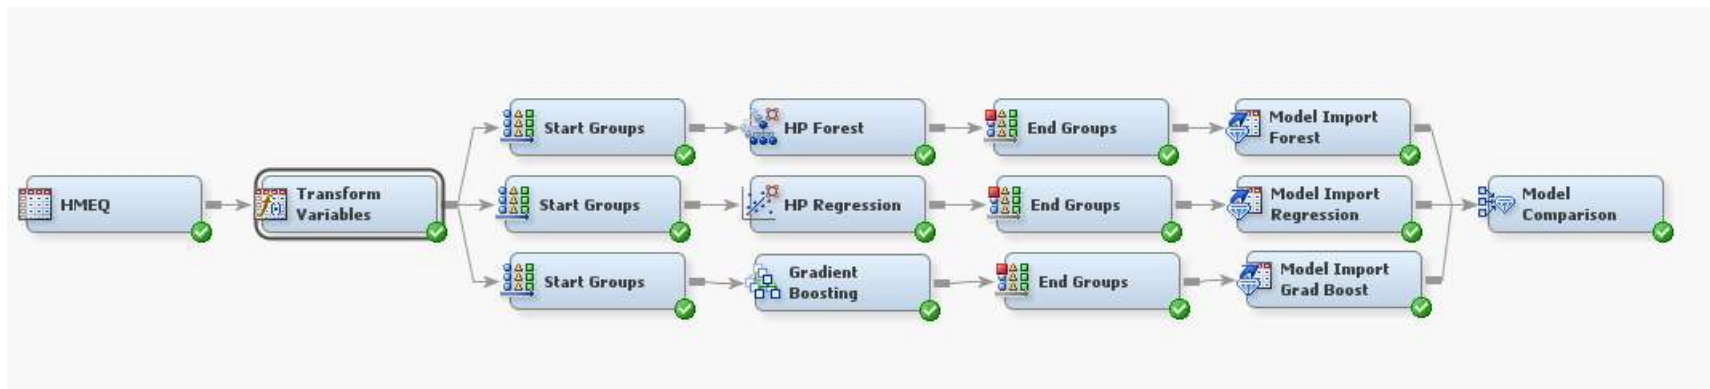 HMEQ
Transform
Variables
Start Groups
HP Forest
End Groups
Model Import
Forest
Start Groups
HP Regression
End Groups
Model Import
Regression
Start Groups
Gradient
Boosting
End Groups
Model Import
Grad Boost
Model
Comparison